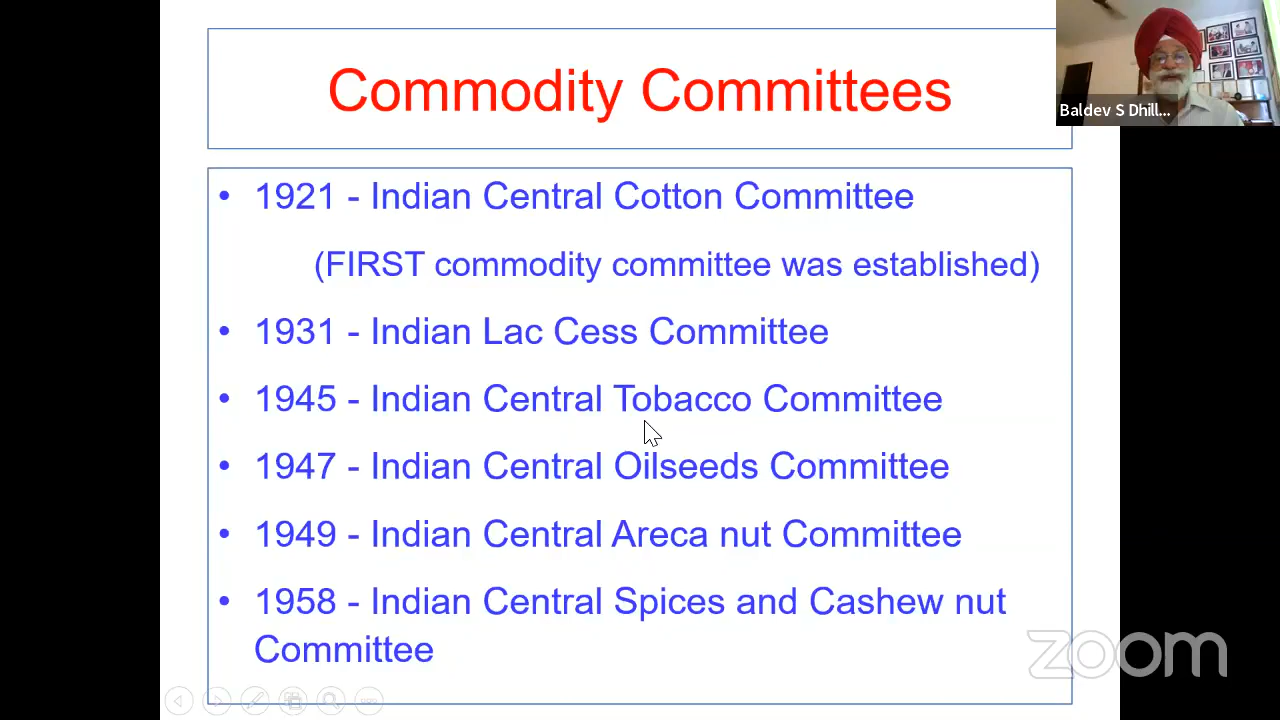 Commodity Committees
Baldev S Dhill...
• 1921 - Indian Central Cotton Committee
(FIRST commodity committee was established)
• 1931 - Indian Lac Cess Committee
• 1945 - Indian Central Tobacco Committee
• 1947 - Indian Central Oilseeds Committee
• 1949 - Indian Central Areca nut Committee
• 1958 - Indian Central Spices and Cashew nut
Committee
zoom